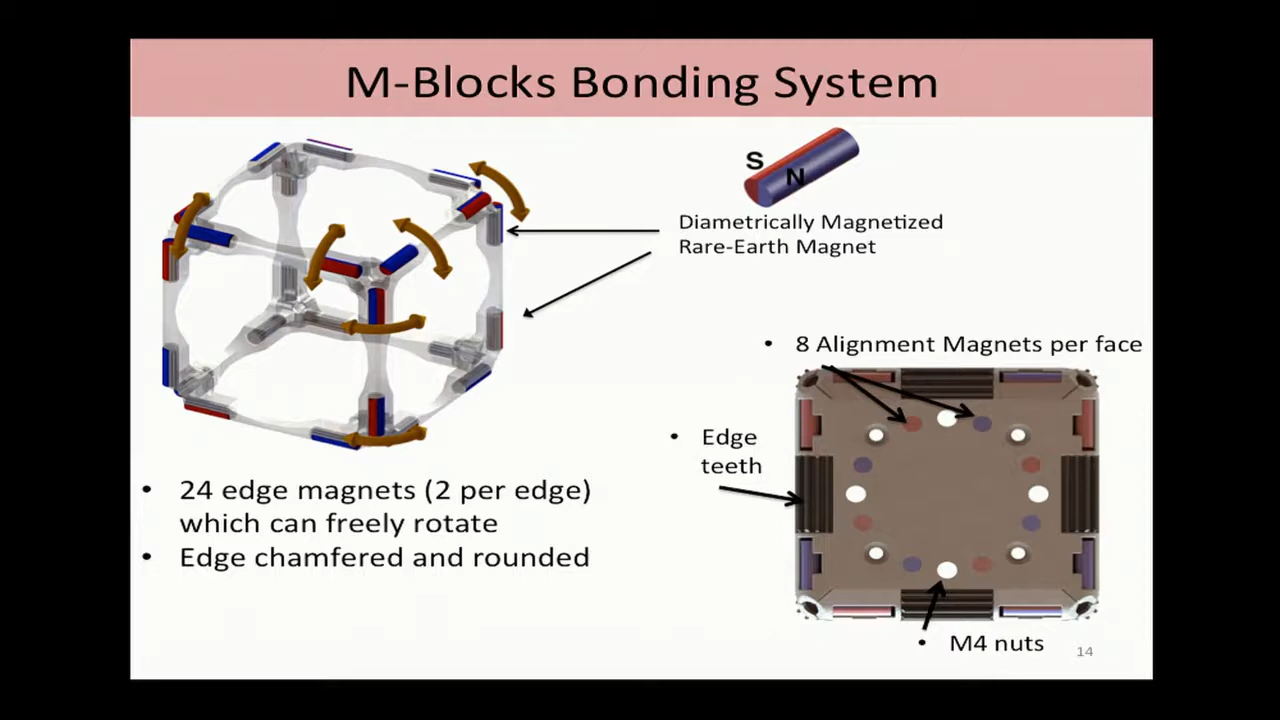 M-Blocks Bonding System
S
N
Diametrically Magnetized
Rare-Earth Magnet
• 8 Alignment Magnets per face
• Edge
teeth
• 24 edge magnets (2 per edge)
which can freely rotate
• Edge chamfered and rounded
• M4 nuts
14